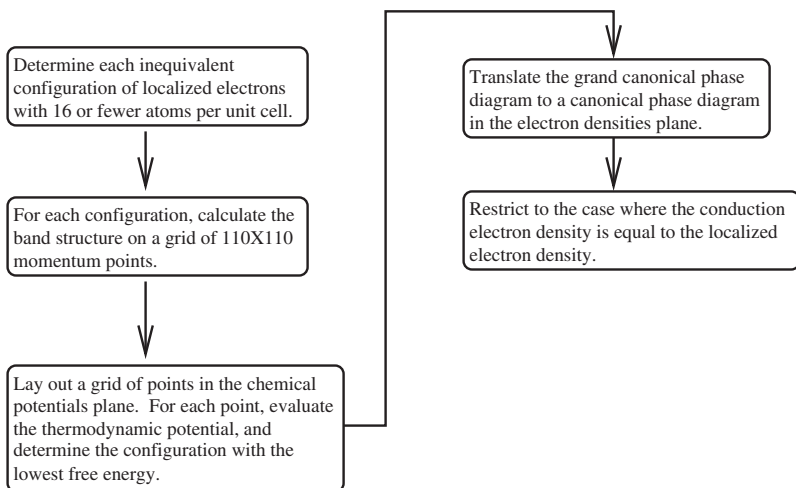 Determine each inequivalent
configuration of localized electrons
with 16 or fewer atoms per unit cell.
For each configuration, calculate the
band structure on a grid of 110X110
momentum points.
Lay out a grid of points in the chemical
potentials plane.  For each point, evaluate
the thermodynamic potential, and
determine the configuration with the
lowest free energy.
Translate the grand canonical phase
diagram to a canonical phase diagram
in the electron densities plane.
Restrict to the case where the conduction
electron density is equal to the localized
electron density.